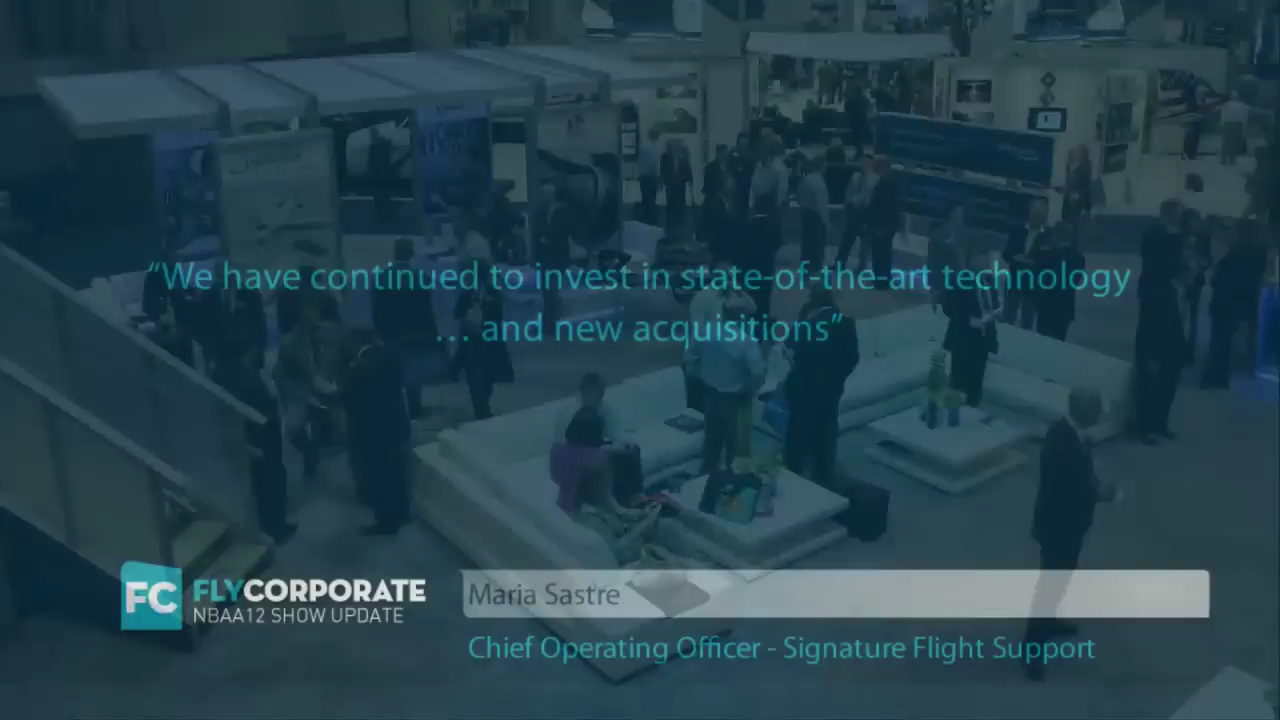 “We have continued to invest in state-of-the-art technology
… and new acquisitions”
FC FLYCORPORATE
NBAA12 SHOW UPDATE
Maria Sastre
Chief Operating Officer - Signature Flight Support